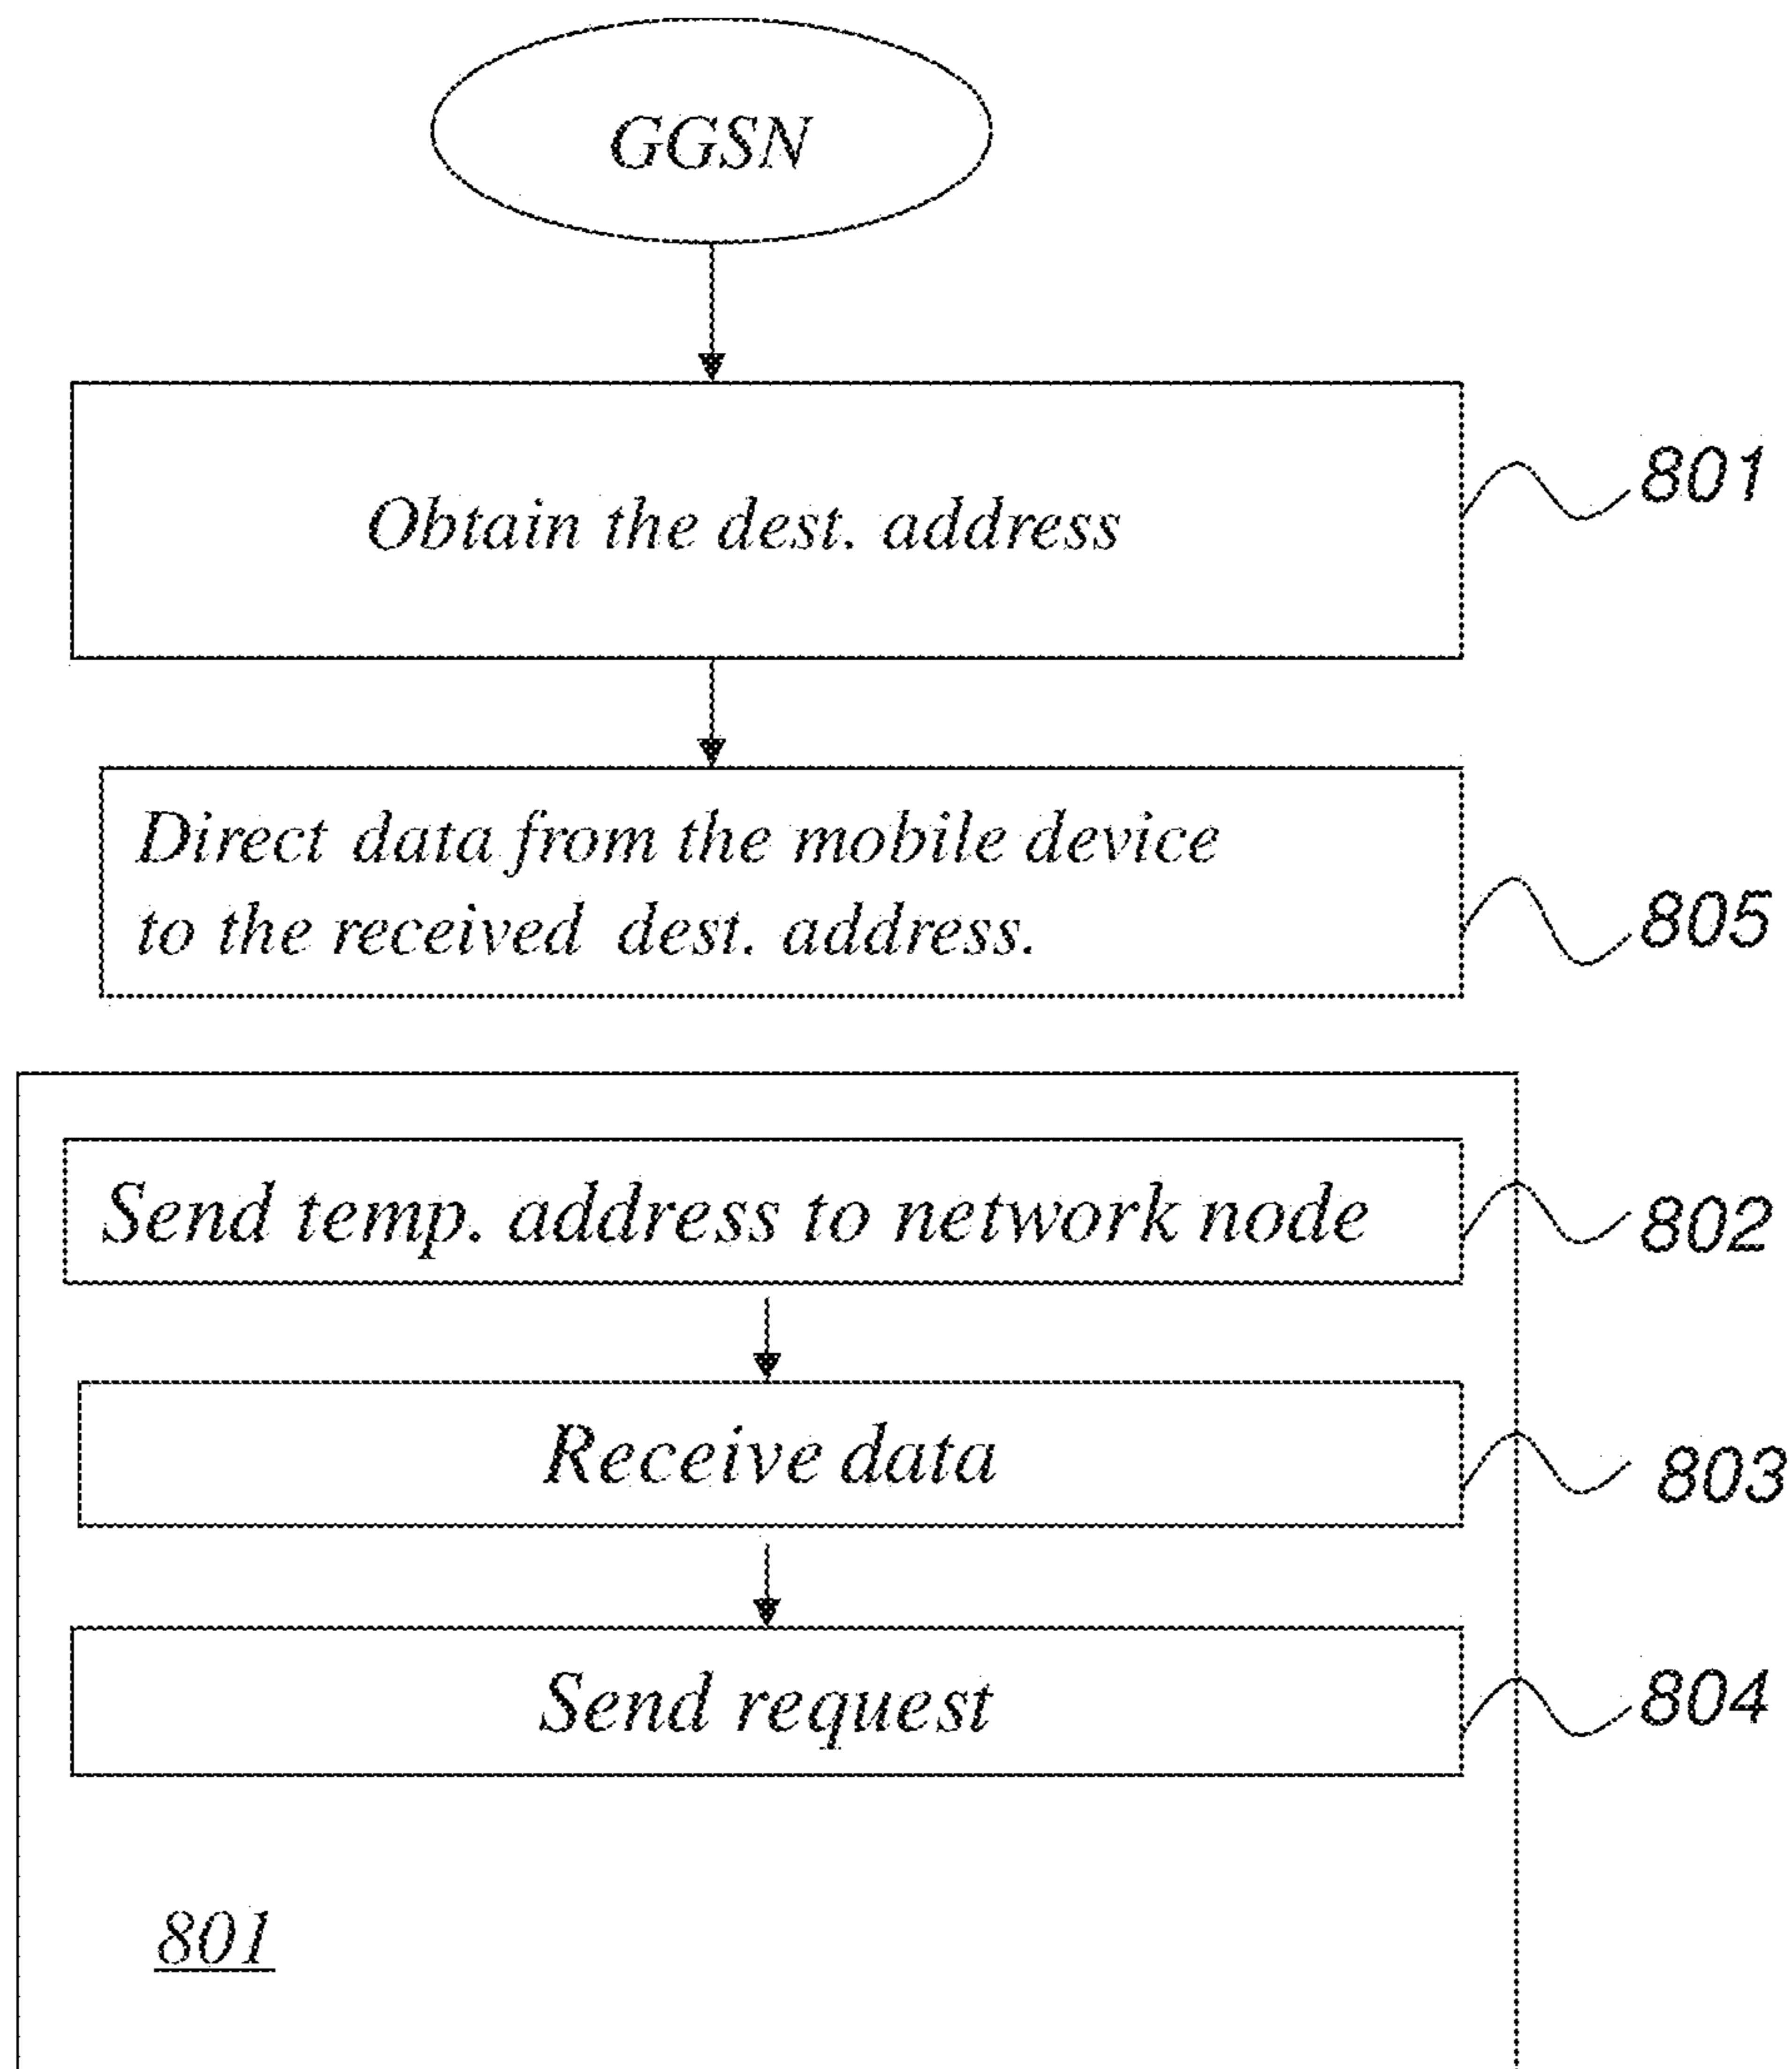 GGSN
Obtain the dest. address
801
Direct data from the mobile device
to the received dest. address.
805
Send temp. address to network node
802
Receive data
803
Send request
804
801